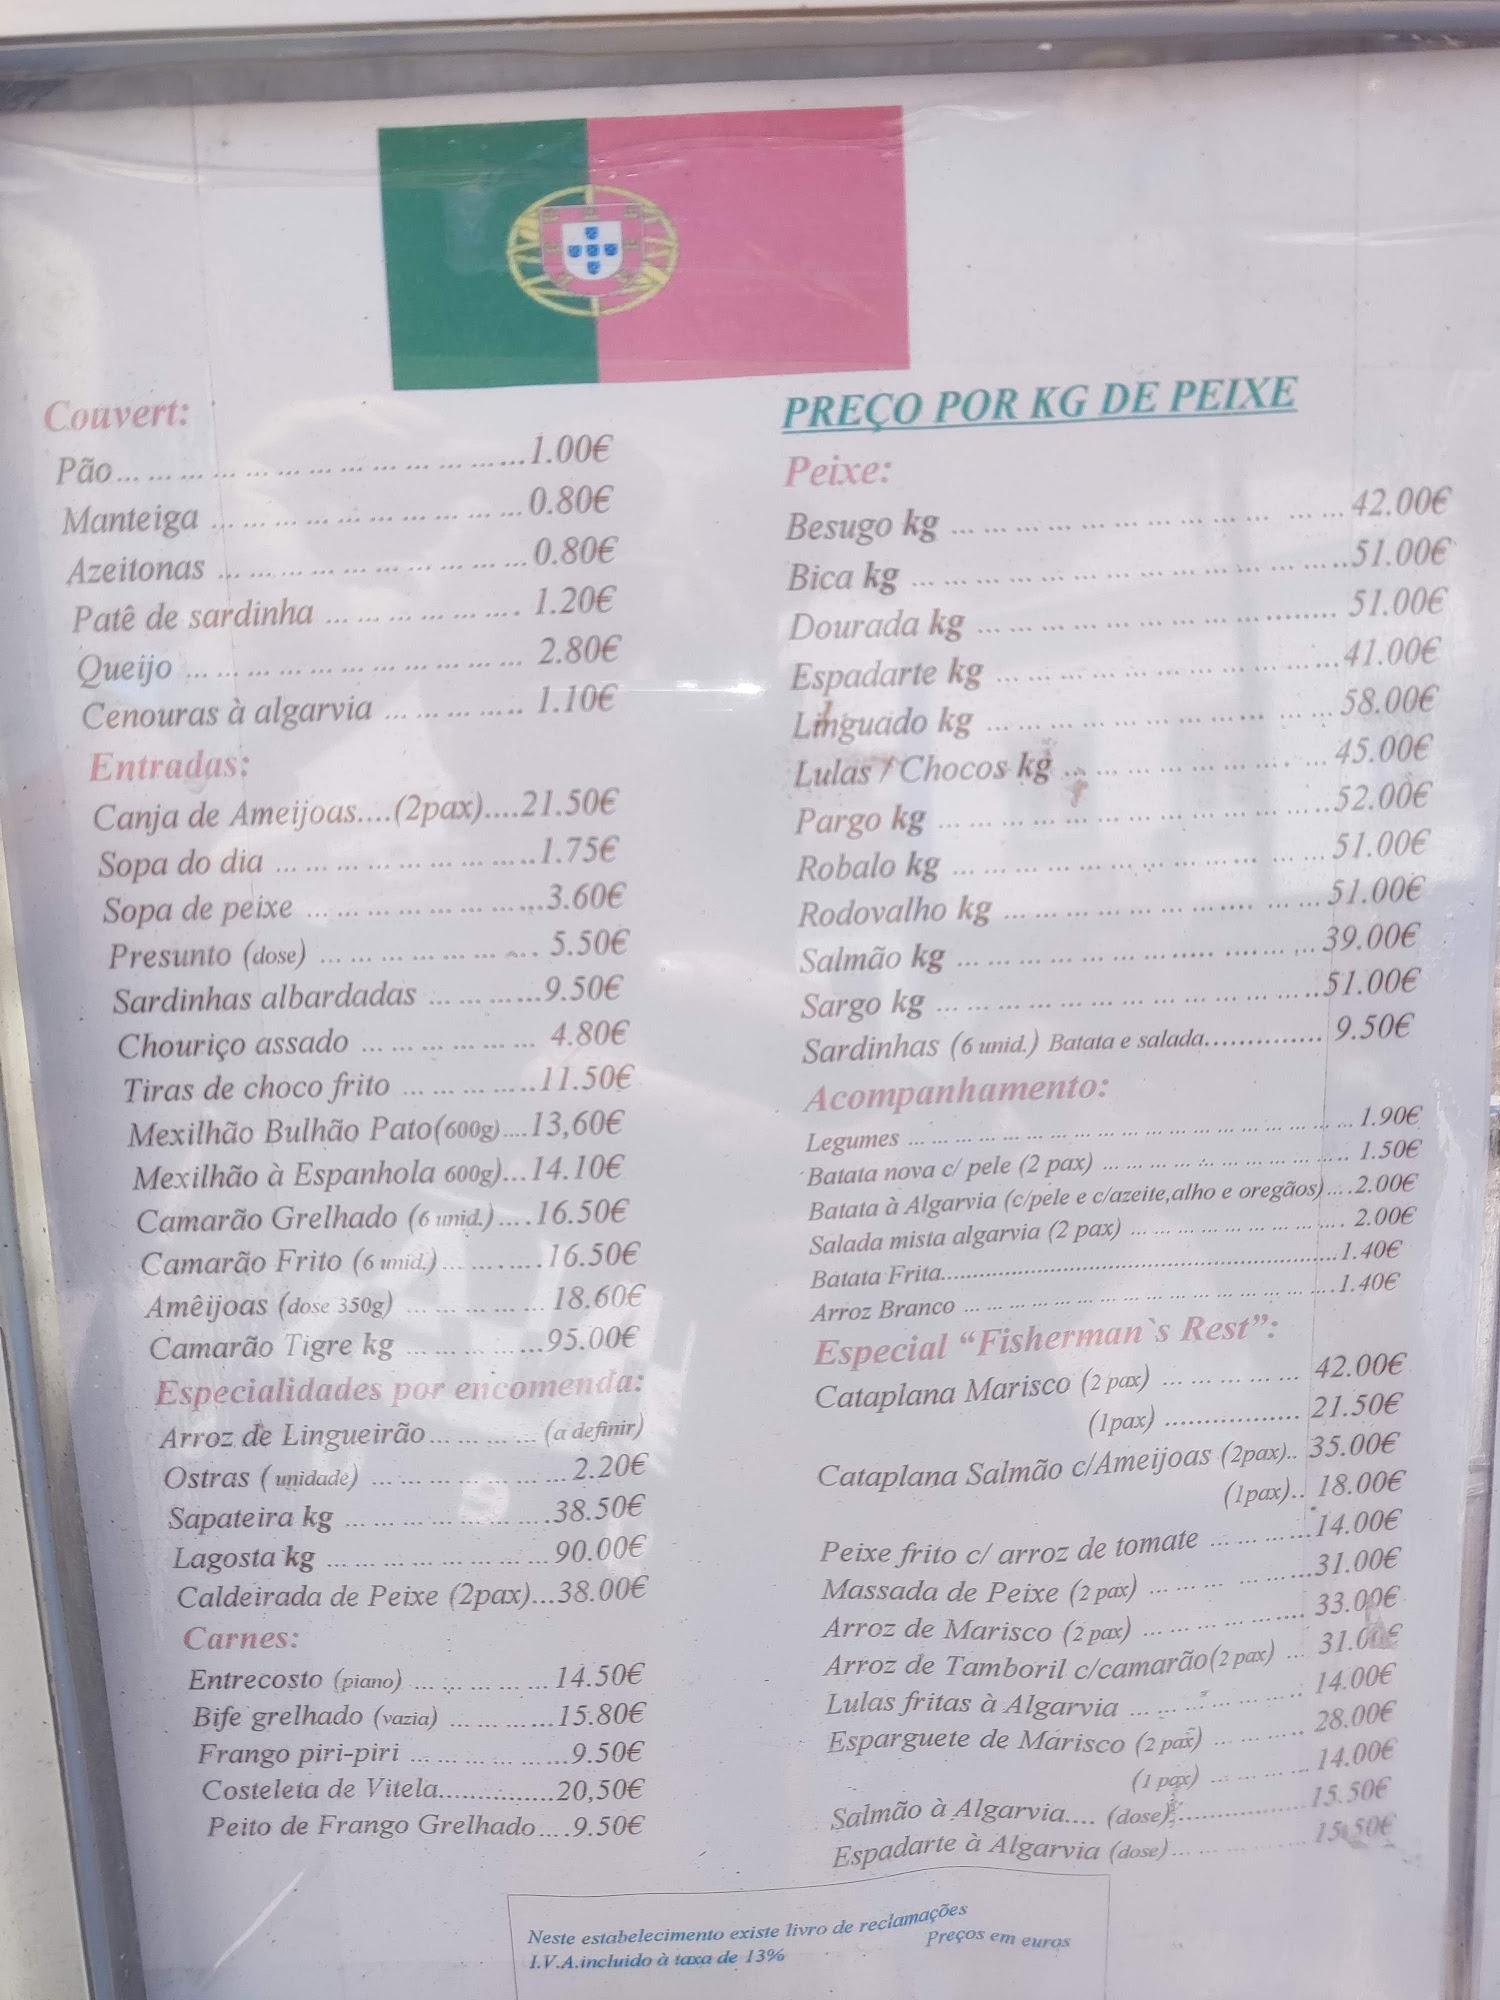 Couvert:
Pão... ... ... ... ... ... ... ... ... ... ... ...1.00€
Manteiga ... ... ... ... ... ... ... ... ... ...0.80€
Azeitonas ... ... ... ... ... ... ... ... ... ...0.80€
Patê de sardinha ... ... ... ... ... ... . 1.20€
Queijo ... ... ... ... ... ... ... ... ... ... ... 2.80€
Cenouras à algarvia ... ... ... ... .. 1.10€
Entradas:
Canja de Ameijoas....(2pax)....21.50€
Sopa do dia ... ... ... ... ... ... ... ... ..1.75€
Sopa de peixe ... ... ... ... ... ... ... ...3.60€
Presunto (dose) ... ... ... ... ... ... ... 5.50€
Sardinhas albardadas ... ... ... ...9.50€
Chouriço assado ... ... ... ... ... ... 4.80€
Tiras de choco frito ... ... ... ... ..11.50€
Mexilhão Bulhão Pato(600g)....13,60€
Mexilhão à Espanhola 600g)...14.10€
Camarão Grelhado (6 unid.)....16.50€
Camarão Frito (6 unid.)... ... ... .16.50€
Amêijoas (dose 350g) ... ... ... ... 18.60€
Camarão Tigre kg ... ... ... ... ...95.00€
Especialidades por encomenda:
Arroz de Lingueirão... ... ... ... (a definir)
Ostras ( unidade) ... ... ... ... ... ... ...2.20€
Sapateira kg ... ... ... ... ... ... ... .38.50€
Lagosta kg ... ... ... ... ... ... ... ...90.00€
Caldeirada de Peixe (2pax)...38.00€
Carnes:
Entrecosto (piano) ... ... ... ... ...14.50€
Bife grelhado (vazia) ... ... ... ...15.80€
Frango piri-piri ... ... ... ... ... ...9.50€
Costeleta de Vitela................20,50€
Peito de Frango Grelhado....9.50€
PREÇO POR KG DE PEIXE
Peixe:
Besugo kg ... ... ... ... ... ... ... ... ... ... ... ... 42.00€
Bica kg ... ... ... ... ... ... ... ... ... ... ... ... ... ..51.00€
Dourada kg ... ... ... ... ... ... ... ... ... ......... 51.00€
Espadarte kg ... ... ... ... ... ... ... ... ... ... ...41.00€
Linguado kg ... ... ... ... ... ... ... ... ... ... ...58.00€
Lulas / Chocos kg ... ... ... ... ... ... ... . ...45.00€
Pargo kg ... ... ... ... ... ... ... ... ... ... ... ... ..52.00€
Robalo kg ... ... ... ... ... ... ... ... ... ... ... ...51.00€
Rodovalho kg ... ... ... ... ... ... ... .... ... ...51.00€
Salmão kg ... ... ... ... ... ... ... ..... ....... ...39.00€
Sargo kg ... ... ... ... ... ... ... ... ... ... ... ... ..51.00€
Sardinhas (6 unid.) Batata e salada.............. 9.50€
Acompanhamento:
Legumes ... ... ... ... ... ... ... ... ... ... ... ... ... ... ... ... ... ...1.90€
Batata nova c/ pele (2 pax) ... ... ... ... ... ... ... ... ... ... .. 1.50€
Batata à Algarvia (c/pele e c/azeite,alho e oregãos)....2.00€
Salada mista algarvia (2 pax) ... ... ... ... ... ... ... ... ... . 2.00€
Batata Frita.............................................................1.40€
Arroz Branco ... ... ... ... ... ... ... ... ... ... ... ... ... ... ... ....1.40€
Especial “Fisherman`s Rest”:
Cataplana Marisco (2 pax) ... ... ... ... ... 42.00€
(1pax) .................. 21.50€
Cataplana Salmão c/Ameijoas (2pax).. 35.00€
(1pax).. 18.00€
Peixe frito c/ arroz de tomate ... ... ... ...14.00€
Massada de Peixe (2 pax) ... ... ... ... ... ...31.00€
Arroz de Marisco (2 pax) ... ... ... ... ... .... 33.00€
Arroz de Tamboril c/camarão(2 pax) ... 31.00€
Lulas fritas à Algarvia ... ... ... ... ... ... .. 14.00€
Esparguete de Marisco (2 pax) ... ... ... .. 28.00€
(1 pax) ... ... ... ... 14.00€
Salmão à Algarvia.... (dose)....................15.50€
Espadarte à Algarvia (dose)... ... ... ... ... 15.50€
Neste estabelecimento existe livro de reclamações
I.V.A.incluido à taxa de 13%
Preços em euros